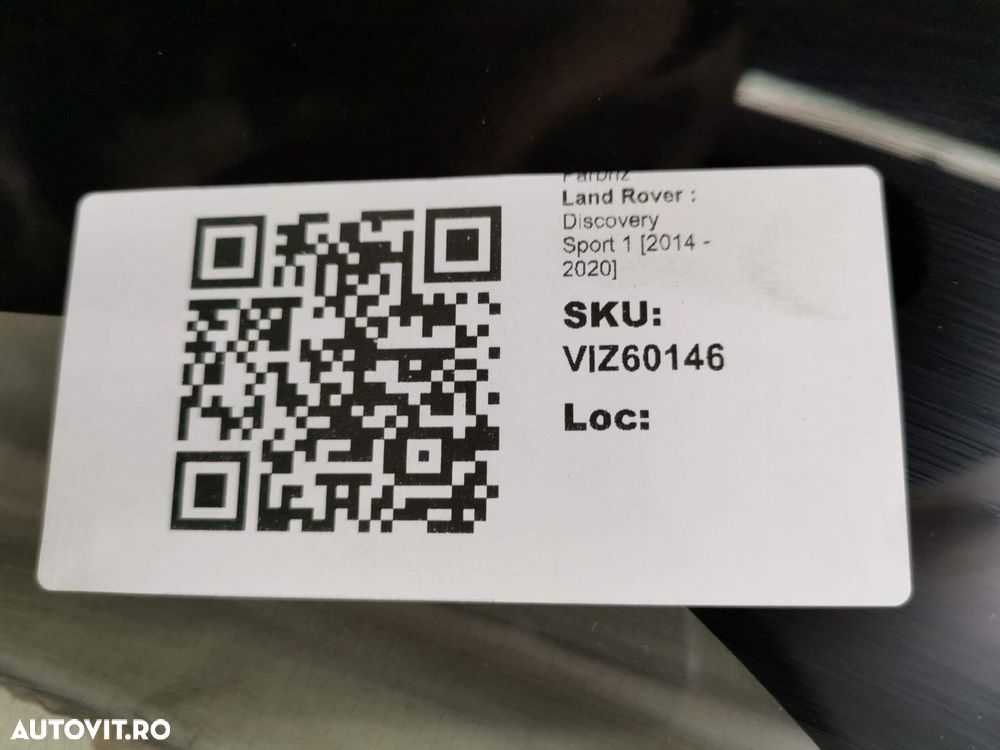 Parbriz
Land Rover :
Discovery
Sport 1 [2014 -
2020]
SKU:
VIZ60146
Loc:
AUTOVIT.RO